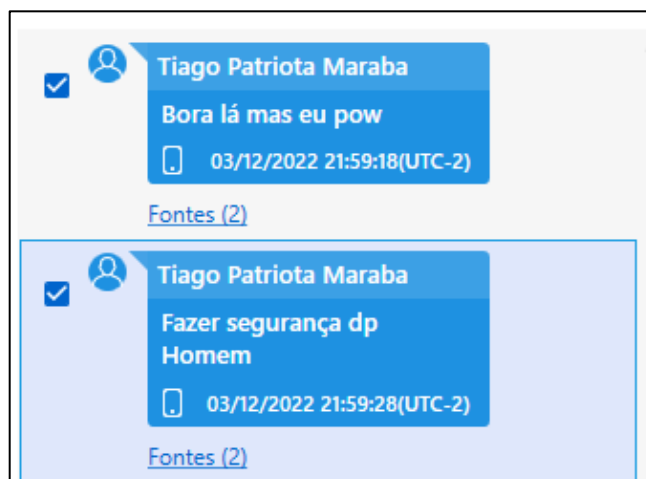 Tiago Patriota Maraba
Bora lá mas eu pow
03/12/2022 21:59:18(UTC-2)
Fontes (2)
Tiago Patriota Maraba
Fazer segurança dp
Homem
03/12/2022 21:59:28(UTC-2)
Fontes (2)